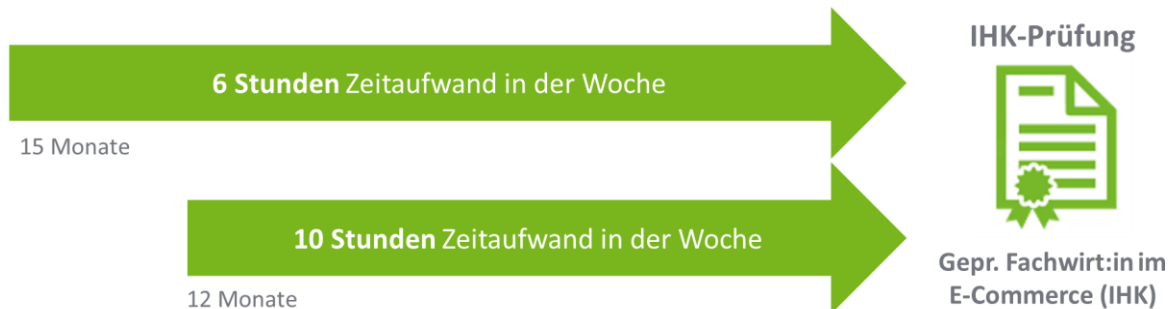 IHK-Prüfung
6 Stunden Zeitaufwand in der Woche
15 Monate
10 Stunden Zeitaufwand in der Woche
12 Monate
Gepr. Fachwirt:in im
E-Commerce (IHK)